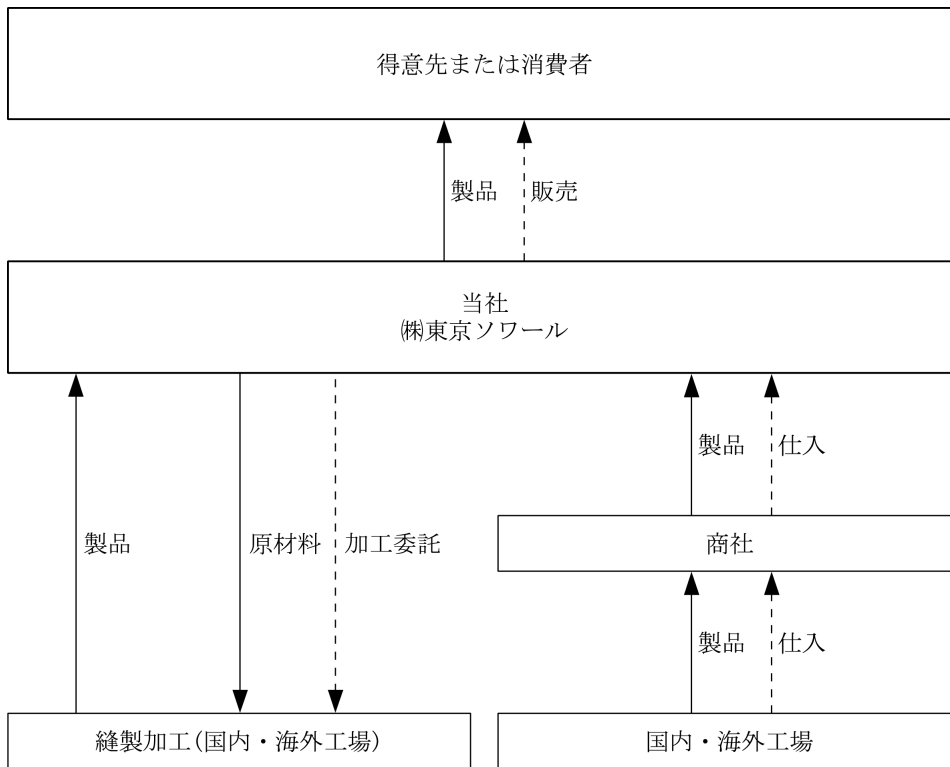 得意先または消費者
製品
販売
当社
㈱東京ソワール
製品
仕入
製品
原材料
加工委託
商社
製品
仕入
縫製加工(国内・海外工場)
国内・海外工場